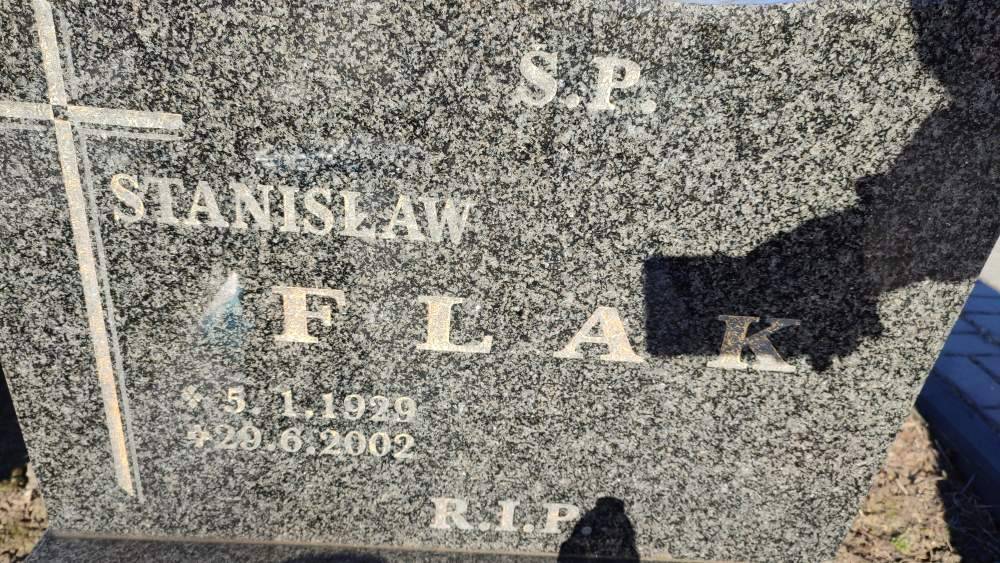 Ś.P.
STANISŁAW
FLAK
* 5.1.1929
+29.6.2002
R.I.P.